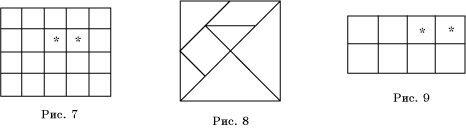 * *
* *
Рис. 7
Рис. 8
Рис. 9